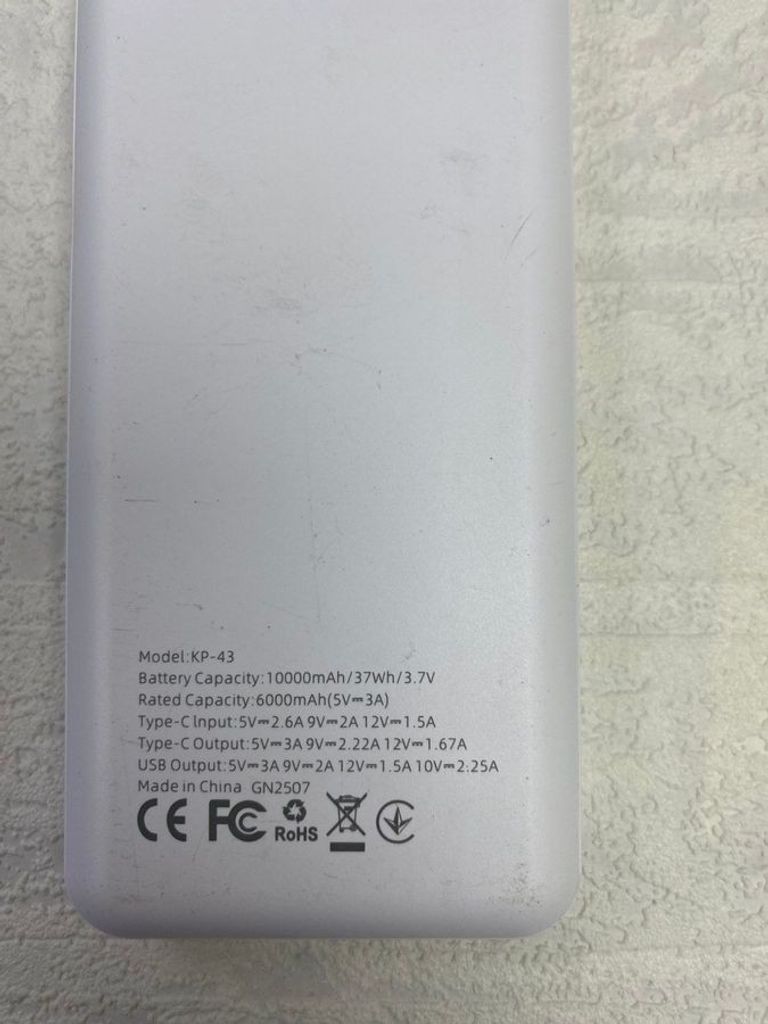 Model:KP-43
Battery Capacity:10000mAh/37Wh/3.7V
Rated Capacity:6000mAh(5V⎓3A)
Type-C lnput:5V⎓2.6A 9V⎓2A 12V⎓1.5A
Type-C Output:5V⎓3A 9V⎓2.22A 12V⎓1.67A
USB Output:5V⎓3A 9V⎓2A 12V⎓1.5A 10V⎓2:25A
Made in China GN2507
CE FC RoHS